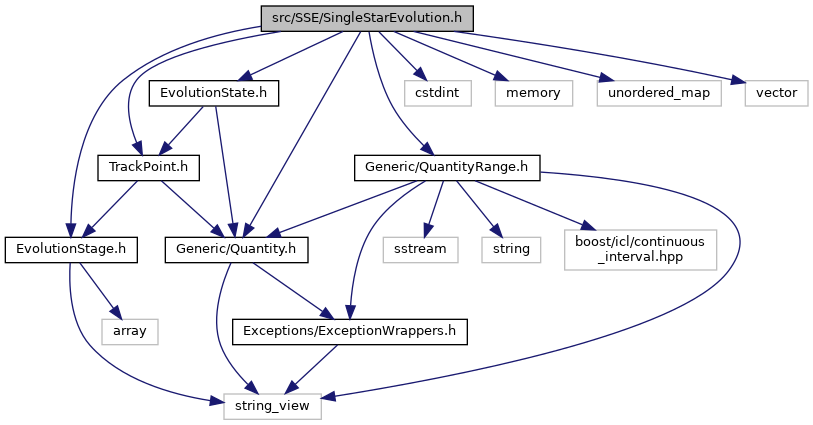 src/SSE/SingleStarEvolution.h
EvolutionState.h
cstdint
memory
unordered_map
vector
TrackPoint.h
Generic/QuantityRange.h
EvolutionStage.h
Generic/Quantity.h
sstream
string
boost/icl/continuous
_interval.hpp
array
Exceptions/ExceptionWrappers.h
string_view